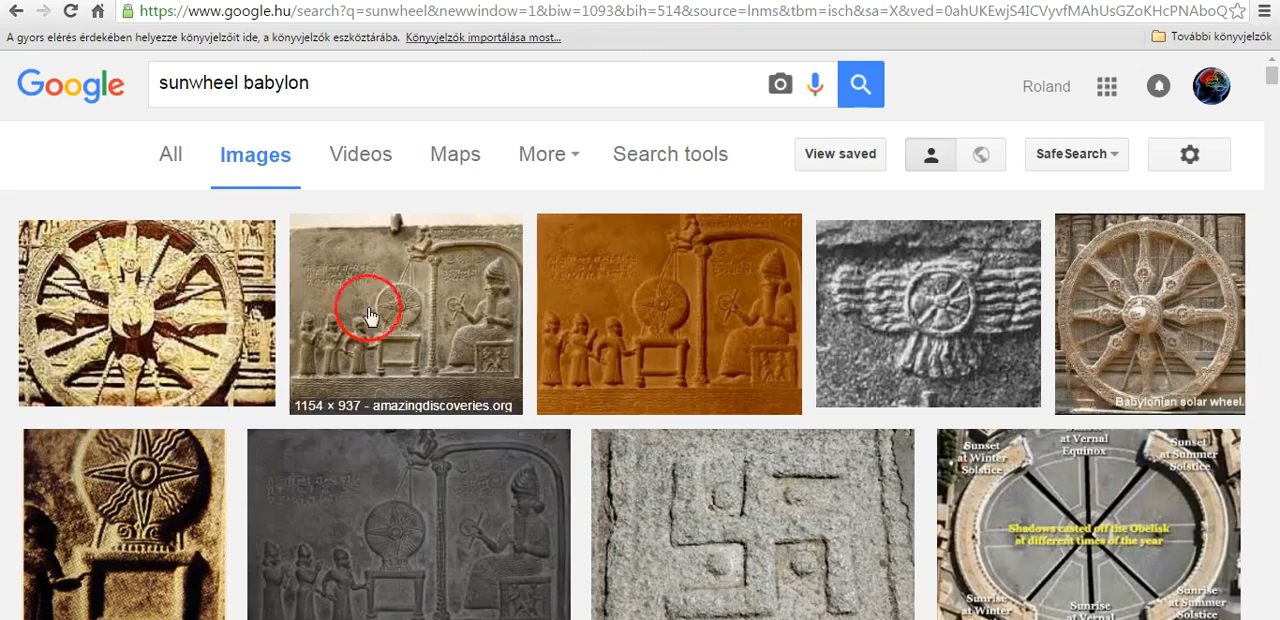 https://www.google.hu/search?q=sunwheel&newwindow=1&biw=1093&bih=514&source=lnms&tbm=isch&sa=X&ved=0ahUKEwjS4ICVyvfMAhUsGZoKHcPNAboQ
A gyors elérés érdekében helyezze könyvjelzőit ide, a könyvjelzők eszköztárába. Könyvjelzők importálása most...
További könyvjelzők
Google
sunwheel babylon
Roland
All Images Videos Maps More Search tools
View saved
SafeSearch
1154 × 937 - amazingdiscoveries.org
Babylonian solar wheel.
Sunset
at Winter
Solstice
at Vernal
Equinox
Sunset
at Summer
Solstice
Shadows casted off the Obelisk
at different times of the year
Sunrise
at Winter
Sunrise
at Vernal
Sunrise
at Summer
Solstice